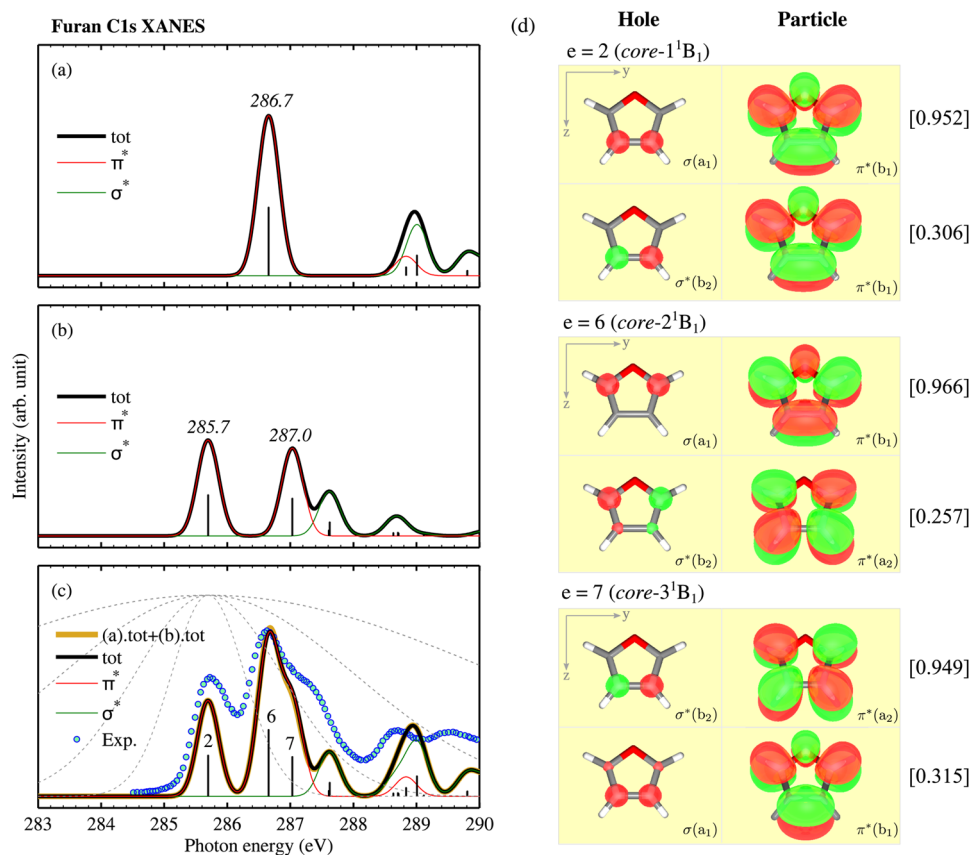 Furan C1s XANES
(a)
286.7
tot
π*
σ*
(b)
285.7
287.0
tot
π*
σ*
Intensity (arb. unit)
(c)
(a).tot+(b).tot
tot
π*
σ*
Exp.
2
6
7
283 284 285 286 287 288 289 290
Photon energy (eV)
(d)
Hole Particle
e = 2 (core-1¹B₁)
y
z
σ(a₁) π*(b₁) [0.952]
σ*(b₂) π*(b₁) [0.306]
e = 6 (core-2¹B₁)
y
z
σ(a₁) π*(b₁) [0.966]
σ*(b₂) π*(a₂) [0.257]
e = 7 (core-3¹B₁)
y
z
σ*(b₂) π*(a₂) [0.949]
σ(a₁) π*(b₁) [0.315]